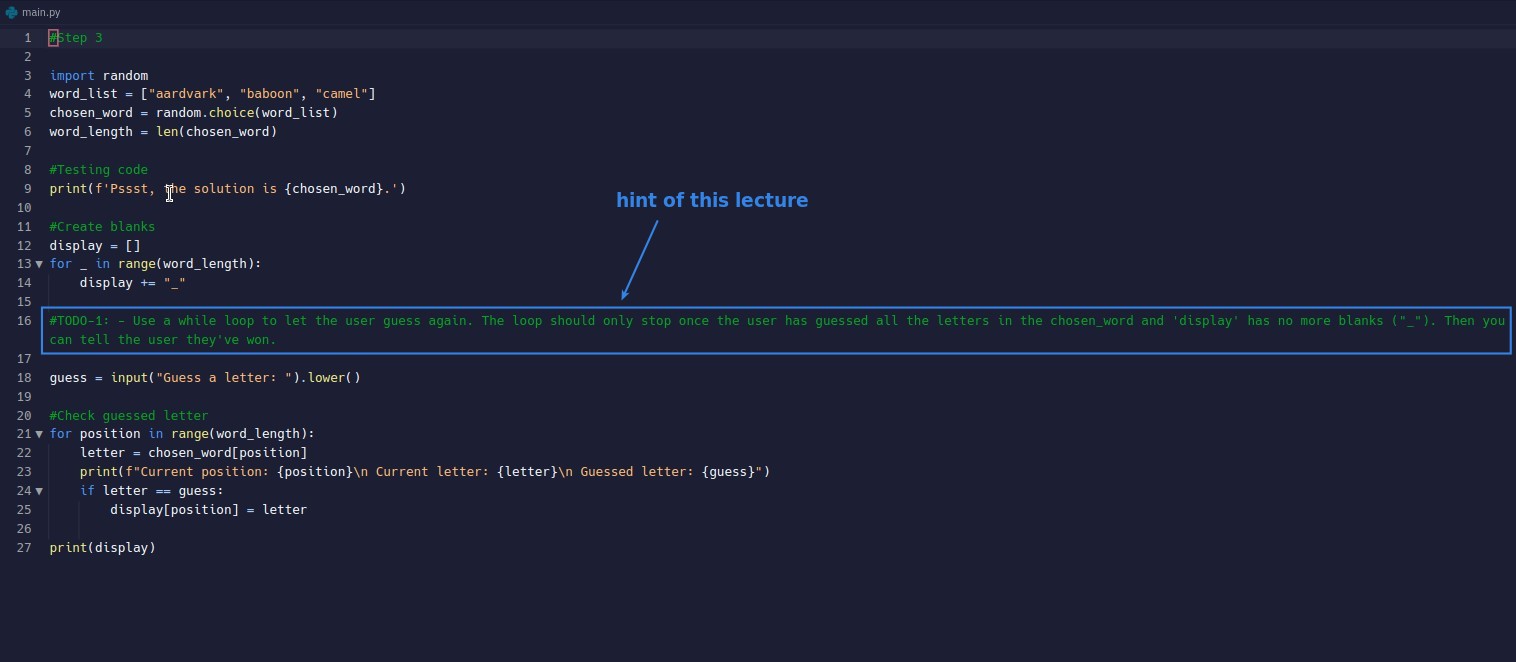 main.py
1 #Step 3
2
3 import random
4 word_list = ["aardvark", "baboon", "camel"]
5 chosen_word = random.choice(word_list)
6 word_length = len(chosen_word)
7
8 #Testing code
9 print(f'Pssst, the solution is {chosen_word}.')
hint of this lecture
10
11 #Create blanks
12 display = []
13 for _ in range(word_length):
14     display += "_"
15
16 #TODO-1: - Use a while loop to let the user guess again. The loop should only stop once the user has guessed all the letters in the chosen_word and 'display' has no more blanks ("_"). Then you
can tell the user they've won.
17
18 guess = input("Guess a letter: ").lower()
19
20 #Check guessed letter
21 for position in range(word_length):
22     letter = chosen_word[position]
23     print(f"Current position: {position}\n Current letter: {letter}\n Guessed letter: {guess}")
24     if letter == guess:
25         display[position] = letter
26
27 print(display)